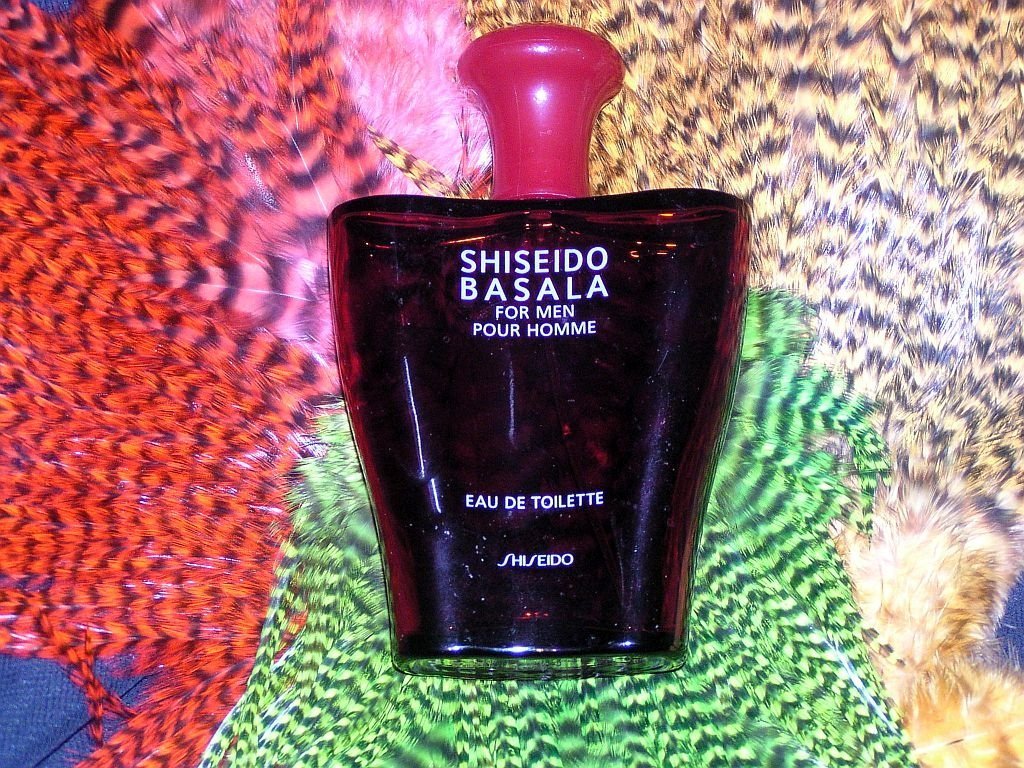 SHISEIDO
BASALA
FOR MEN
POUR HOMME
EAU DE TOILETTE
SHISEIDO